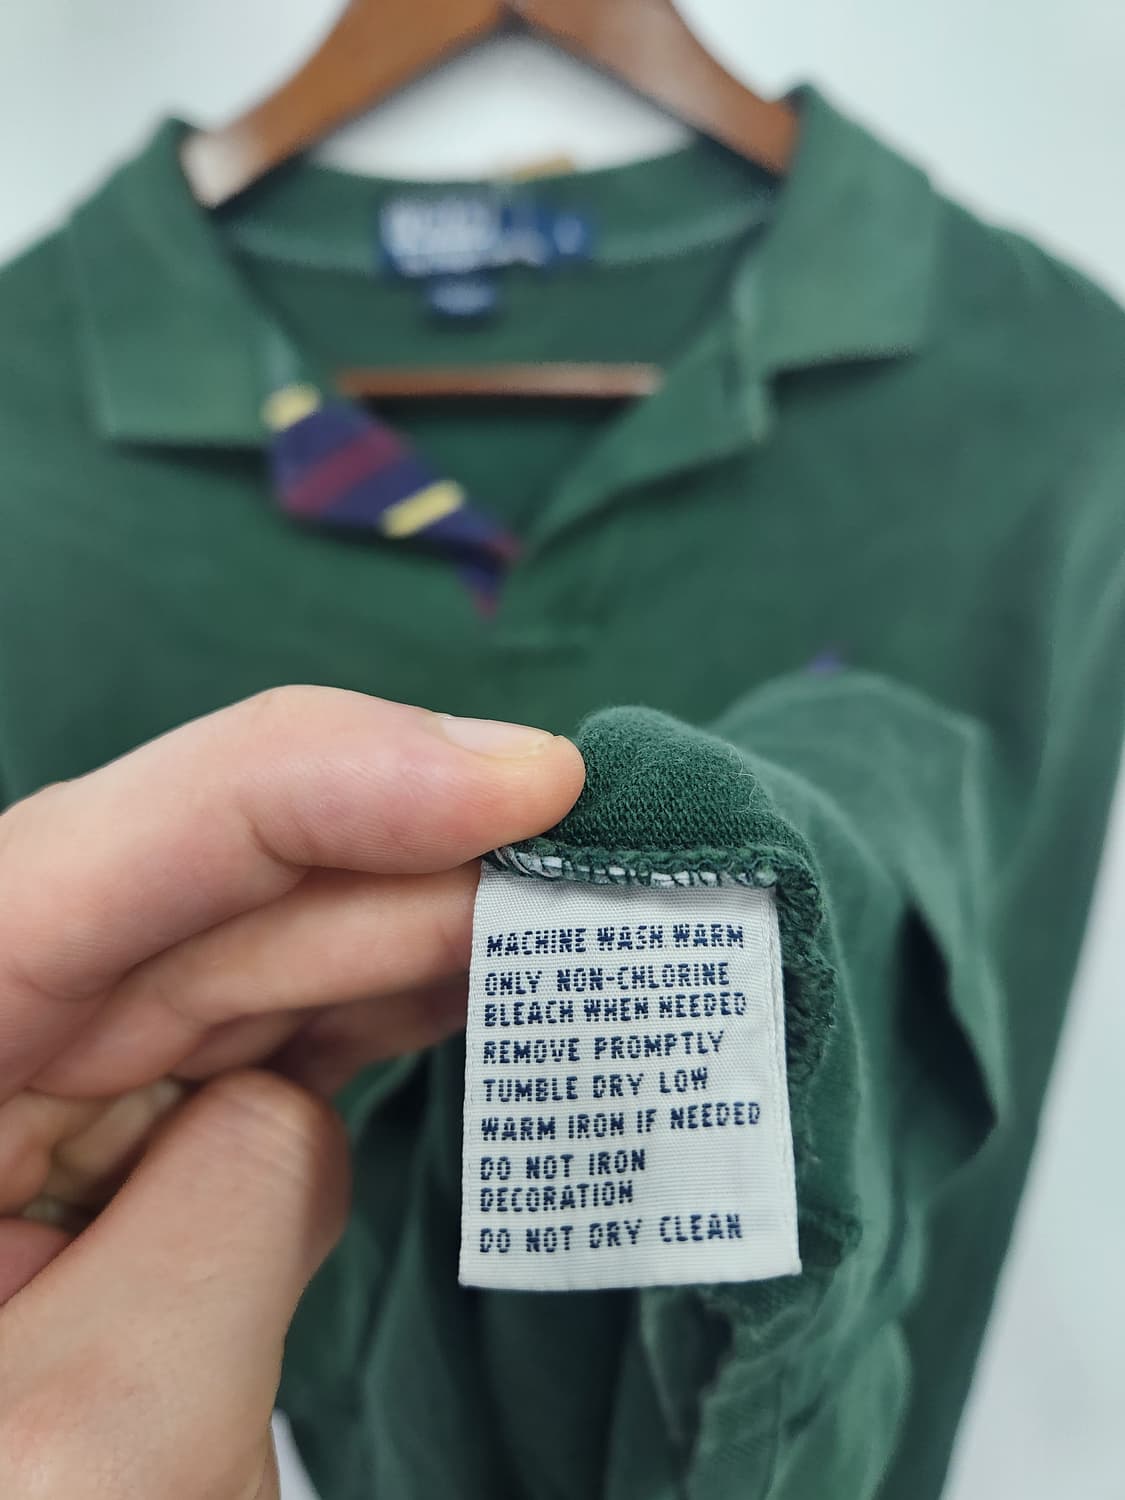 MACHINE WASH WARM
ONLY NON-CHLORINE
BLEACH WHEN NEEDED
REMOVE PROMPTLY
TUMBLE DRY LOW
WARM IRON IF NEEDED
DO NOT IRON
DECORATION
DO NOT DRY CLEAN